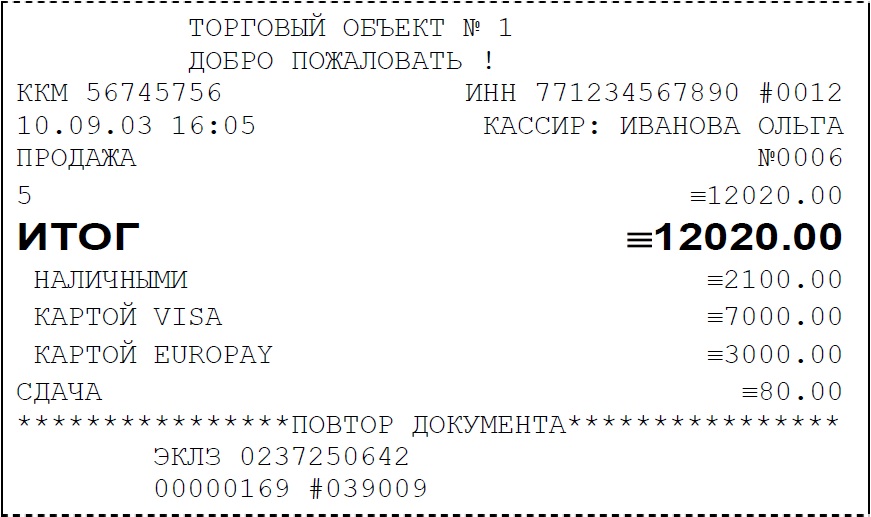 ТОРГОВЫЙ ОБЪЕКТ № 1
ДОБРО ПОЖАЛОВАТЬ !
ККМ 56745756 ИНН 771234567890 #0012
10.09.03 16:05 КАССИР: ИВАНОВА ОЛЬГА
ПРОДАЖА №0006
5 ≡12020.00
ИТОГ ≡12020.00
НАЛИЧНЫМИ ≡2100.00
КАРТОЙ VISA ≡7000.00
КАРТОЙ EUROPAY ≡3000.00
СДАЧА ≡80.00
****************ПОВТОР ДОКУМЕНТА****************
ЭКЛЗ 0237250642
00000169 #039009